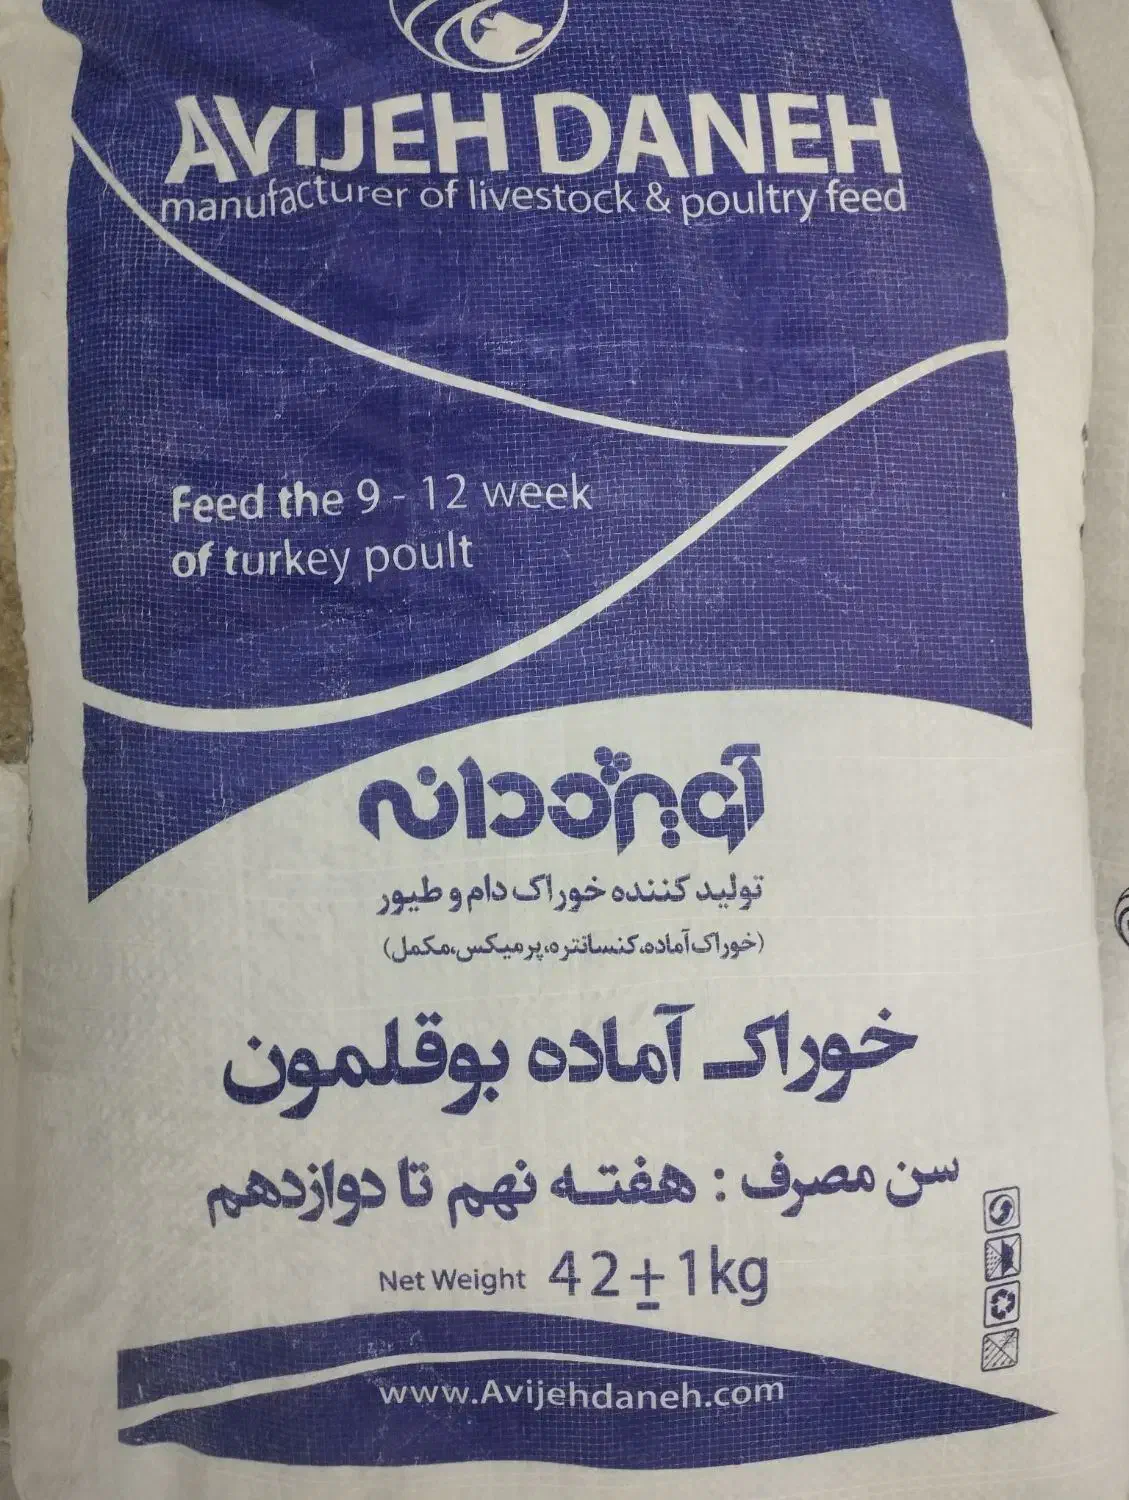 AVIJEH DANEH
manufacturer of livestock & poultry feed
Feed the 9 - 12 week
of turkey poult
آویژه دانه
تولید کننده خوراک دام و طیور
(خوراک آماده، کنسانتره، پرمیکس، مکمل)
خوراک آماده بوقلمون
سن مصرف : هفته نهم تا دوازدهم
Net Weight 42 ± 1kg
www.Avijehdaneh.com